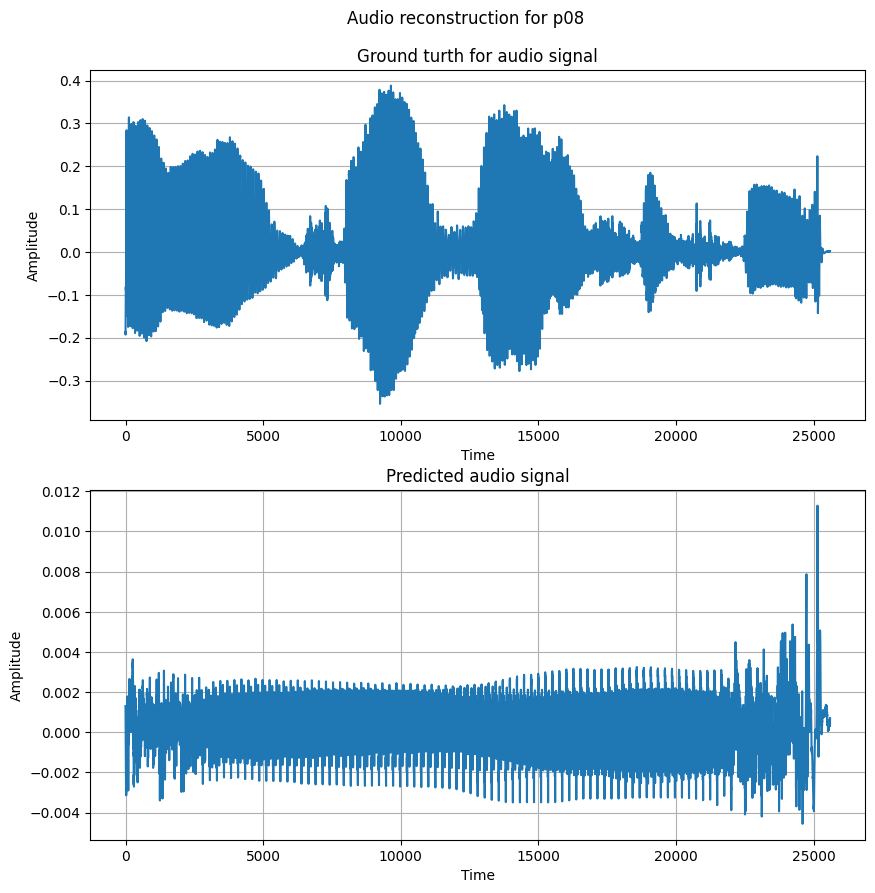 Audio reconstruction for p08
Ground turth for audio signal
0.4
0.3
0.2
0.1
0.0
−0.1
−0.2
−0.3
Amplitude
0 5000 10000 15000 20000 25000
Time
Predicted audio signal
0.012
0.010
0.008
0.006
0.004
0.002
0.000
−0.002
−0.004
Amplitude
0 5000 10000 15000 20000 25000
Time